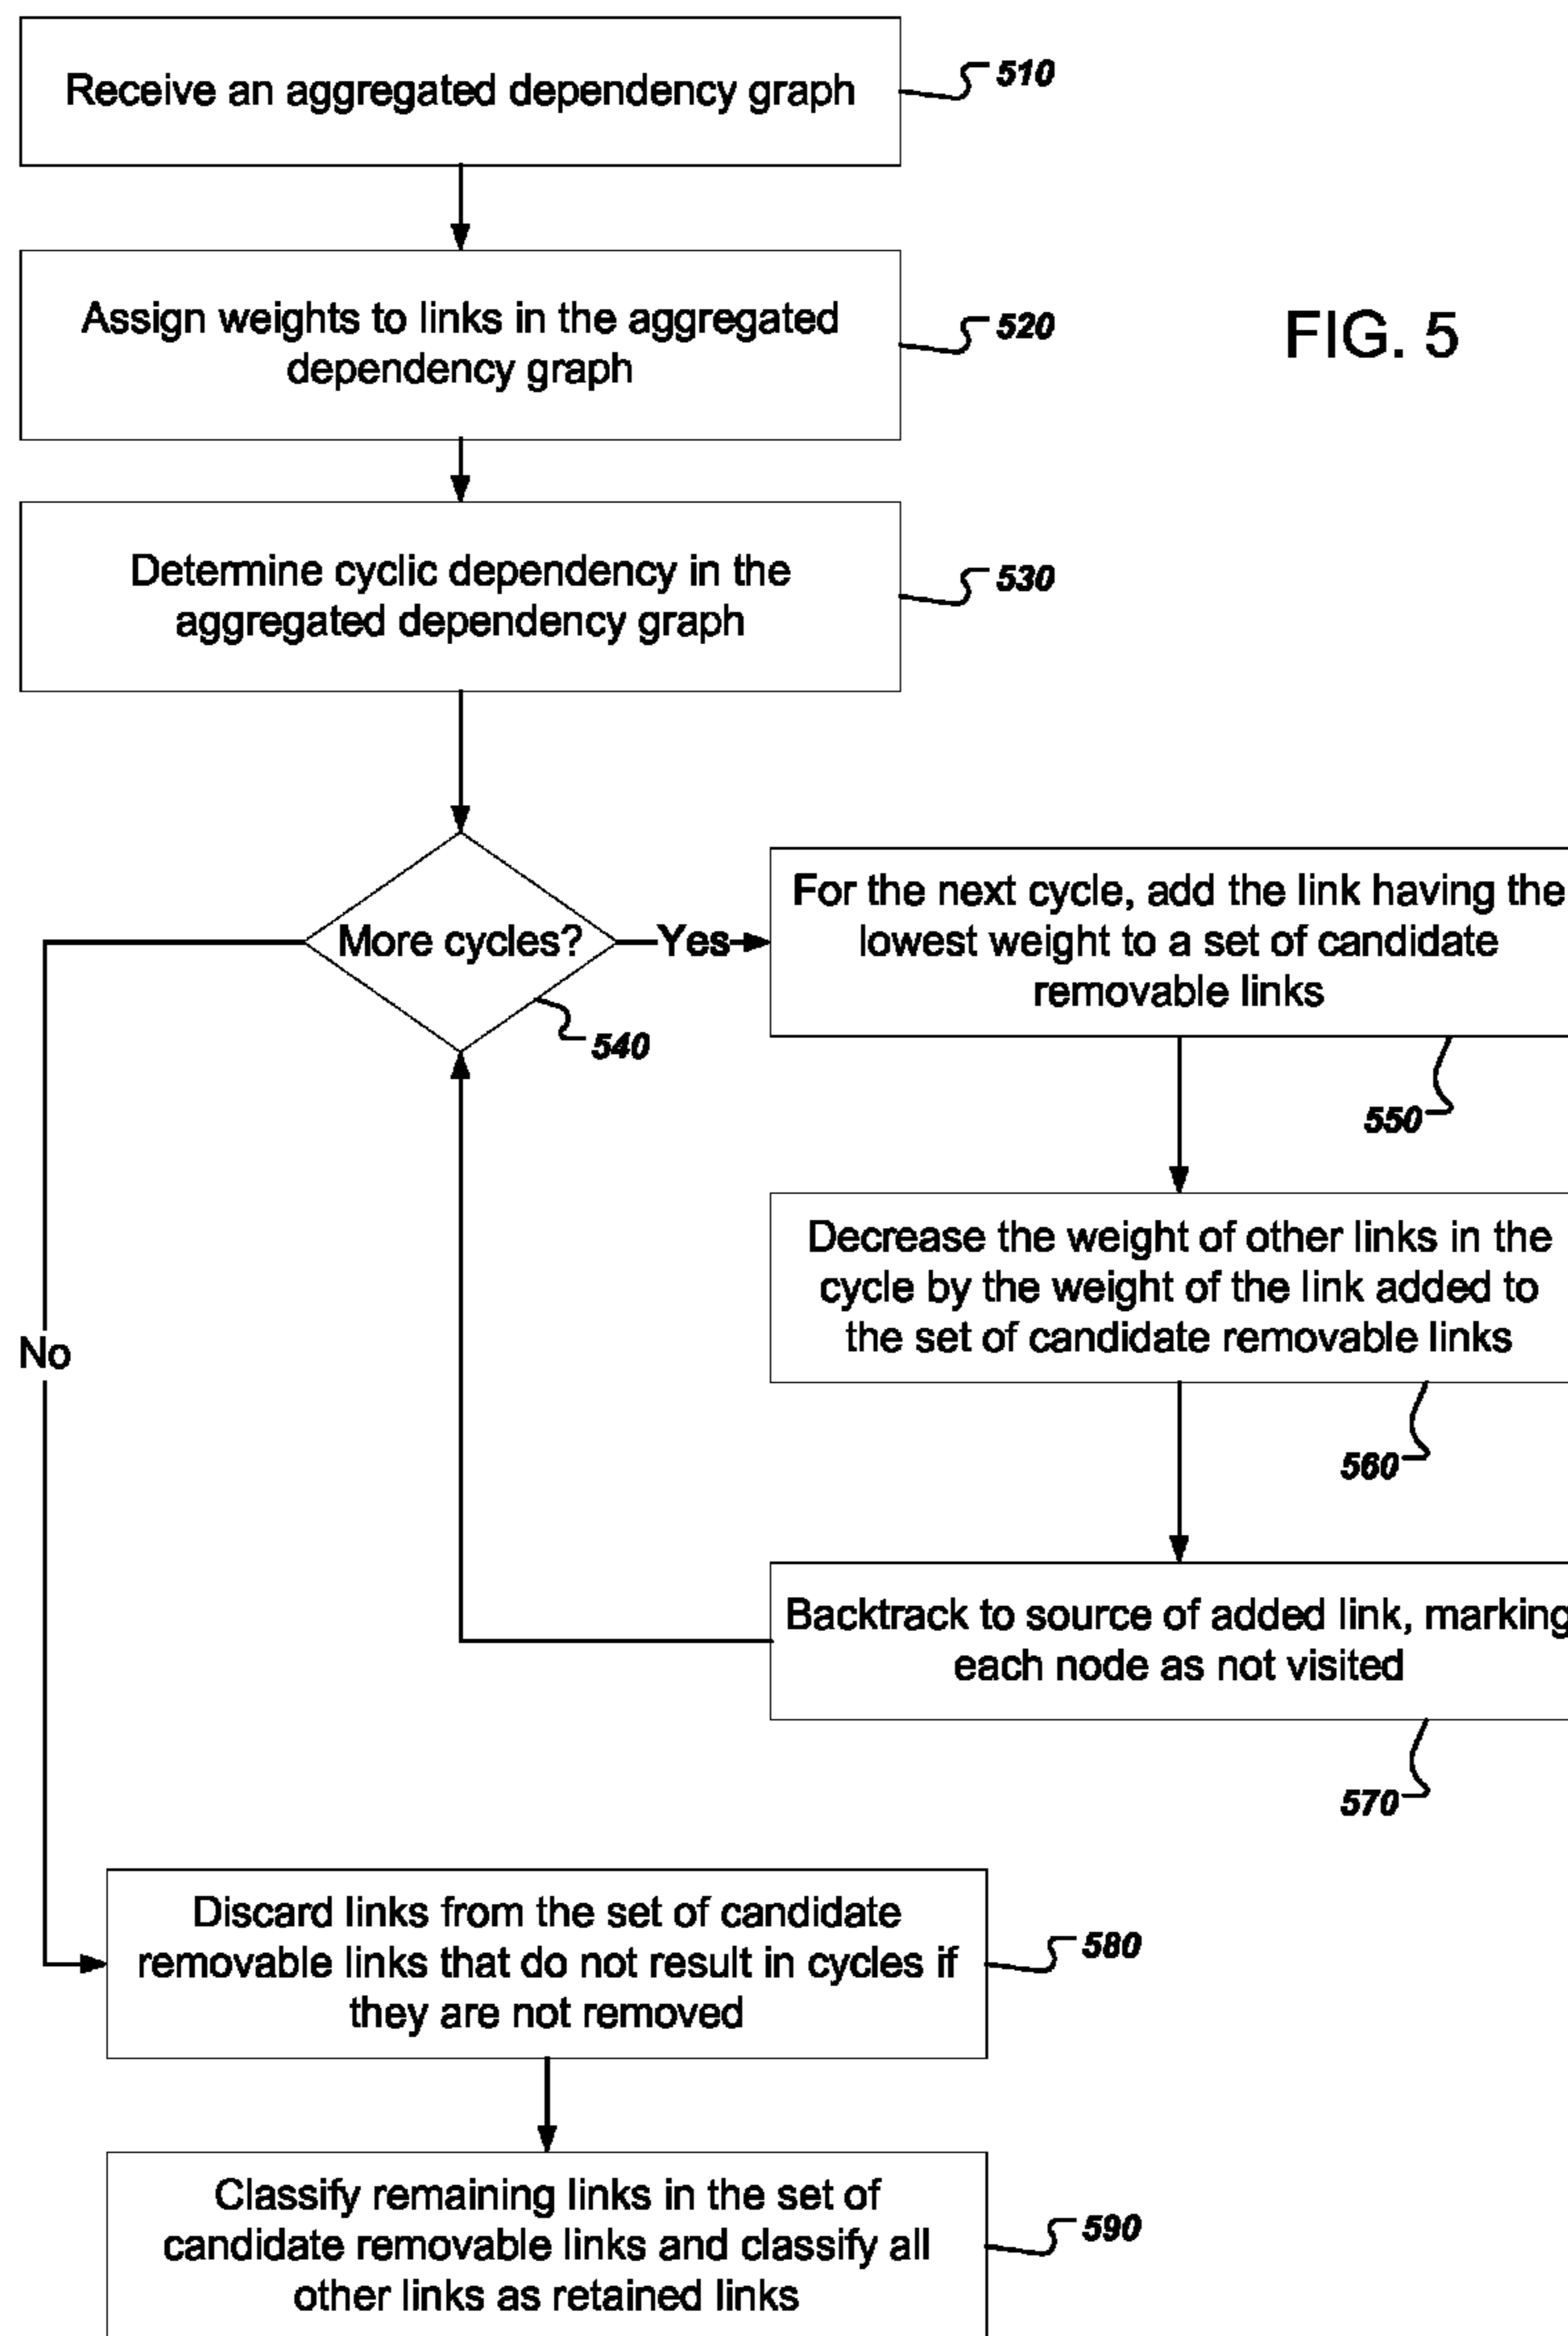 Receive an aggregated dependency graph
510
Assign weights to links in the aggregated
dependency graph
520
FIG. 5
Determine cyclic dependency in the
aggregated dependency graph
530
More cycles?
Yes
540
For the next cycle, add the link having the
lowest weight to a set of candidate
removable links
550
Decrease the weight of other links in the
cycle by the weight of the link added to
the set of candidate removable links
560
No
Backtrack to source of added link, marking
each node as not visited
570
Discard links from the set of candidate
removable links that do not result in cycles if
they are not removed
580
Classify remaining links in the set of
candidate removable links and classify all
other links as retained links
590